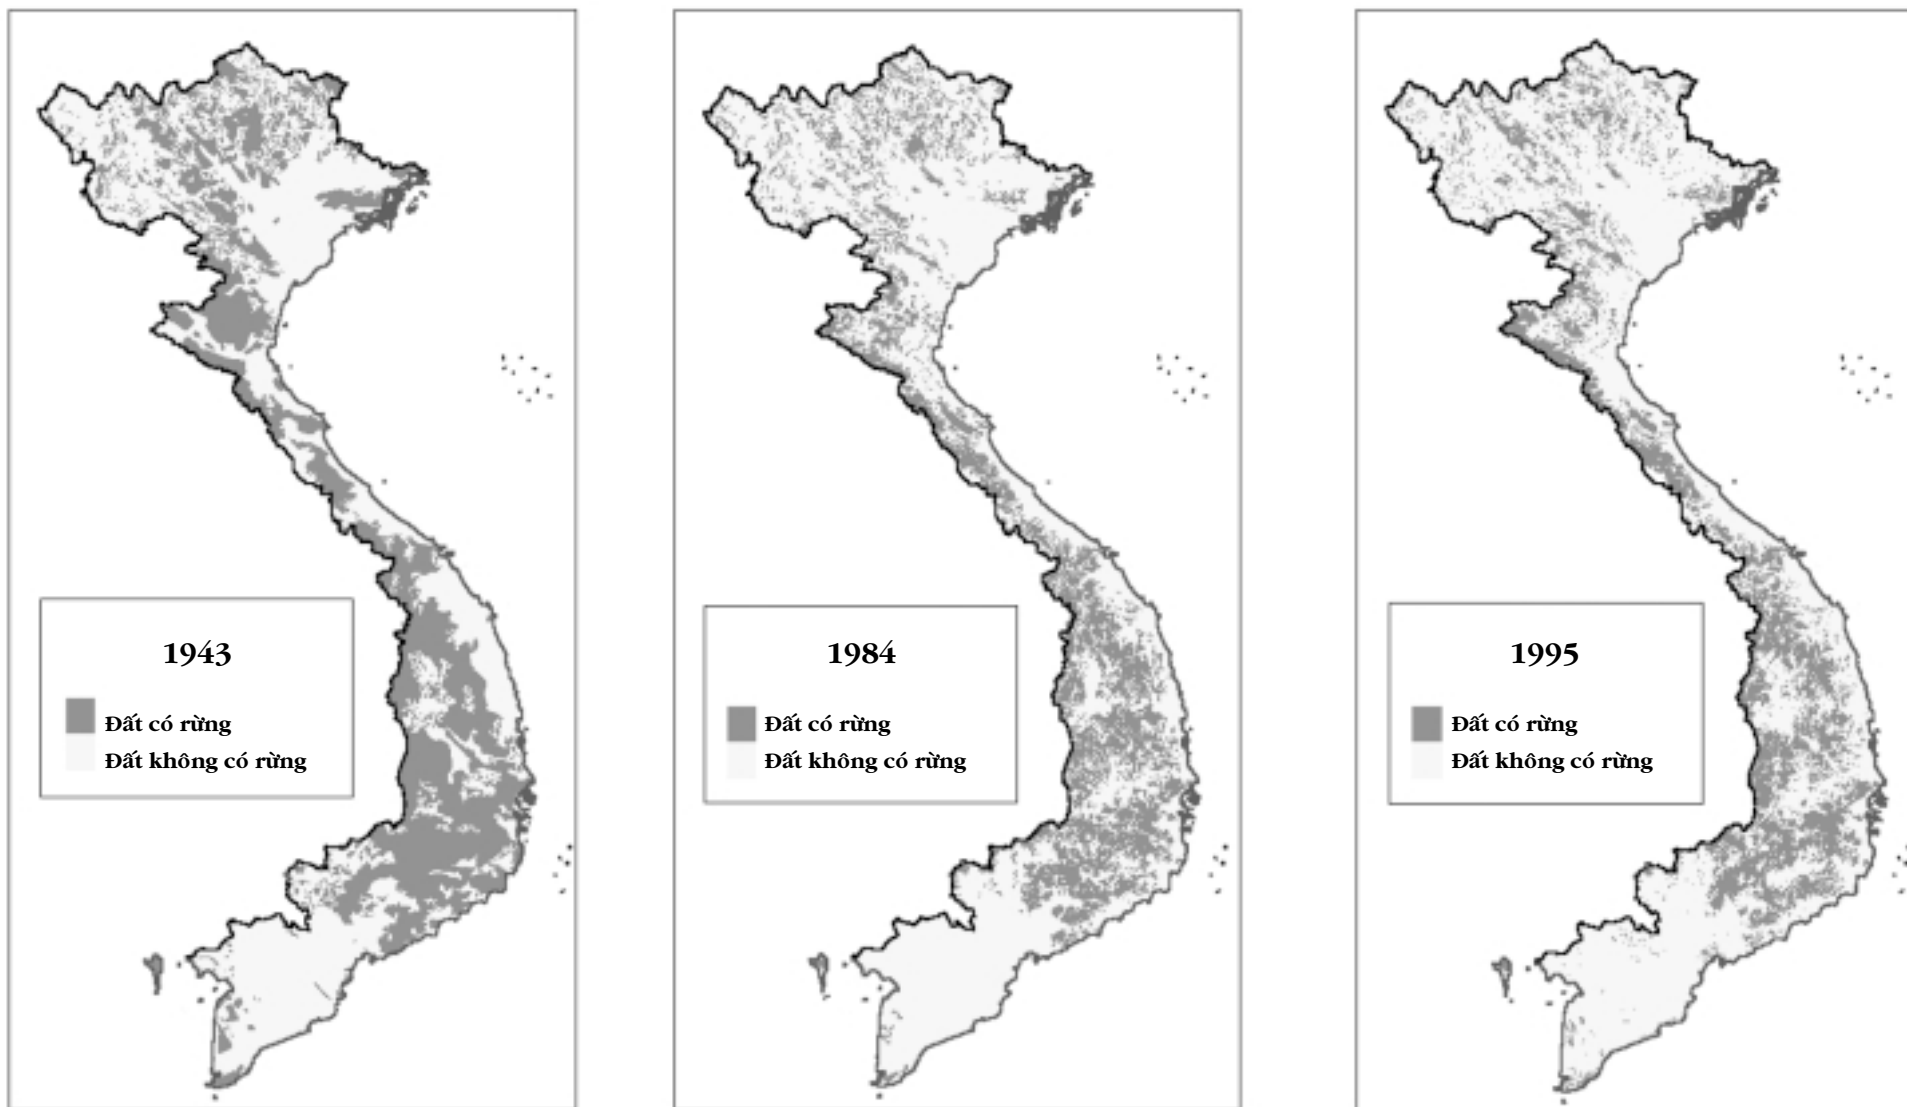 1943
Đất có rừng
Đất không có rừng
1984
Đất có rừng
Đất không có rừng
1995
Đất có rừng
Đất không có rừng